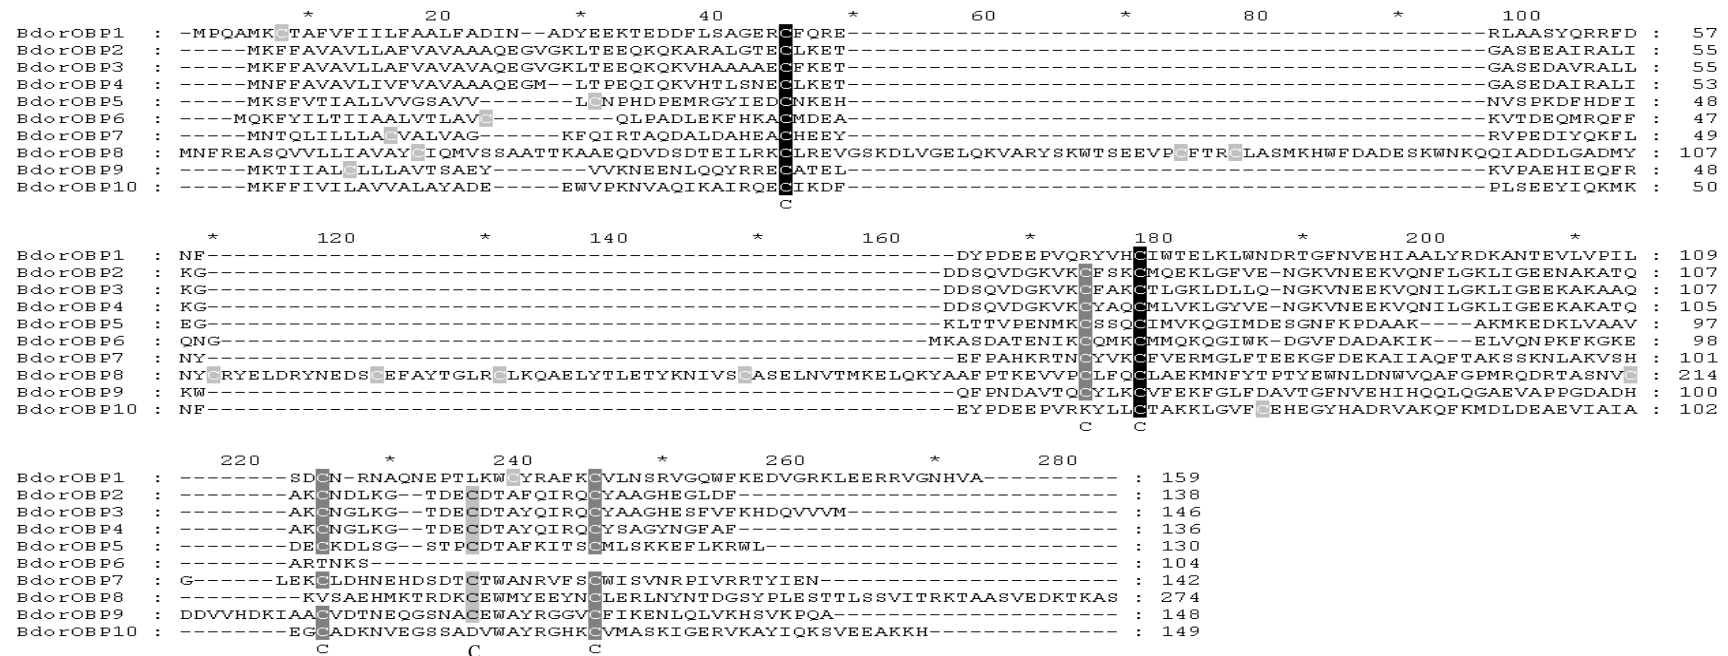 * 20 * 40 * 60 * 80 * 100
BdorOBP1 : -MPQAMKCTAFVFIILFAALFADIN--ADYEEKTEDDFLSAGERCFQRE-----------------------------------------------RLAASYQRRFD : 57
BdorOBP2 : -----MKFFAVAVLLAFVAVAAAQEGVGKLTEEQKQKARALGTECLKET-----------------------------------------------GASEEAIRALI : 55
BdorOBP3 : -----MKFFAVAVLLAFVAVAVAQEGVGKLTEEQKQKVHAAAAECFKET-----------------------------------------------GASEDAVRALL : 55
BdorOBP4 : -----MNFFAVAVLIVFVAVAAAQEGM--LTPEQIQKVHTLSNECLKET-----------------------------------------------GASEDAIRALI : 53
BdorOBP5 : -----MKSFVTIALLVVGSAVV-------LCNPHDPEMRGYIEDCNKEH-----------------------------------------------NVSPKDFHDFI : 48
BdorOBP6 : ----MQKFYILTIIAALVTLAVC---------QLPADLEKFHKACMDEA-----------------------------------------------KVTDEQMRQFF : 47
BdorOBP7 : -----MNTQLILLLACVALVAG------KFQIRTAQDALDAHEACHEEY-----------------------------------------------RVPEDIYQKFL : 49
BdorOBP8 : MNFREASQVVLLIAVAYCIQMVSSAATTKAAEQDVDSDTEILRKCLREVGSKDLVGELQKVARYSKWTSEEVPCFTRCLASMKHWFDADESKWNKQQIADDLGADMY : 107
BdorOBP9 : -----MKTIIALCLLLAVTSAEY------VVKNEENLQQYRRECATEL-----------------------------------------------KVPAEHIEQFR : 48
BdorOBP10 : -----MKFFIVILAVVALAYADE-----EWVPKNVAQIKAIRQECIKDF-----------------------------------------------PLSEEYIQKMK : 50
C
* 120 * 140 * 160 * 180 * 200 *
BdorOBP1 : NF-------------------------------------------------------DYPDEEPVQRYVHCIWTELKLWNDRTGFNVEHIAALYRDKANTEVLVPIL : 109
BdorOBP2 : KG------------------------------------------------------DDSQVDGKVKCFSKCMQEKLGFVE-NGKVNEEKVQNFLGKLIGEENAKATQ : 107
BdorOBP3 : KG------------------------------------------------------DDSQVDGKVKCFAKCTLGKLDLLQ-NGKVNEEKVQNILGKLIGEEKAKAAQ : 107
BdorOBP4 : KG------------------------------------------------------DDSQVDGKVKCYAQCMLVKLGYVE-NGKVNEEKVQNILGKLIGEEKAKATQ : 105
BdorOBP5 : EG------------------------------------------------------KLTTVPENMKCSSQCIMVKQGIMDESGNFKPDAAK----AKMKEDKLVAAV : 97
BdorOBP6 : QNG----------------------------------------------------MKASDATENIKCQMKCMMQKQGIWK-DGVFDADAKIK---ELVQNPKFKGKE : 98
BdorOBP7 : NY-------------------------------------------------------EFPAHKRTNCYVKCFVERMGLFTEEKGFDEKAIIAQFTAKSSKNLAKVSH : 101
BdorOBP8 : NYCRYELDRYNEDSCEFAYTGLRCLKQAELYTLETYKNIVSCASELNVTMKELQKYAAFPTKEVVPCLFQCLAEKMNFYTPTYEWNLDNWVQAFGPMRQDRTASNVC : 214
BdorOBP9 : KW-------------------------------------------------------QFPNDAVTQCYLKCVFEKFGLFDAVTGFNVEHIHQQLQGAEVAPPGDADH : 100
BdorOBP10 : NF-------------------------------------------------------EYPDEEPVRKYLLCTAKKLGVFCEHEGYHADRVAKQFKMDLDEAEVIAIA : 102
C C
220 * 240 * 260 * 280
BdorOBP1 : --------SDCN-RNAQNEPTLKWCYRAFKCVLNSRVGQWFKEDVGRKLEERRVGNHVA---------- : 159
BdorOBP2 : --------AKCNDLKG--TDECDTAFQIRQCYAAGHEGLDF---------------------------- : 138
BdorOBP3 : --------AKCNGLKG--TDECDTAYQIRQCYAAGHESFVFKHDQVVVM-------------------- : 146
BdorOBP4 : --------AKCNGLKG--TDECDTAYQIRQCYSAGYNGFAF---------------------------- : 136
BdorOBP5 : --------DECKDLSG--STPCDTAFKITSCMLSKKEFLKRWL-------------------------- : 130
BdorOBP6 : --------ARTNKS------------------------------------------------------- : 104
BdorOBP7 : G------LEKCLDHNEHDSDTCTWANRVFSCWISVNRPIVRRTYIEN---------------------- : 142
BdorOBP8 : ---------KVSAEHMKTRDKCEWMYEEYNCLERLNYNTDGSYPLESTTLSSVITRKTAASVEDKTKAS : 274
BdorOBP9 : DDVVHDKIAACVDTNEQGSNACEWAYRGGVCFIKENLQLVKHSVKPQA--------------------- : 148
BdorOBP10 : --------EGCADKNVEGSSADVWAYRGHKCVMASKIGERVKAYIQKSVEEAKKH-------------- : 149
C C C